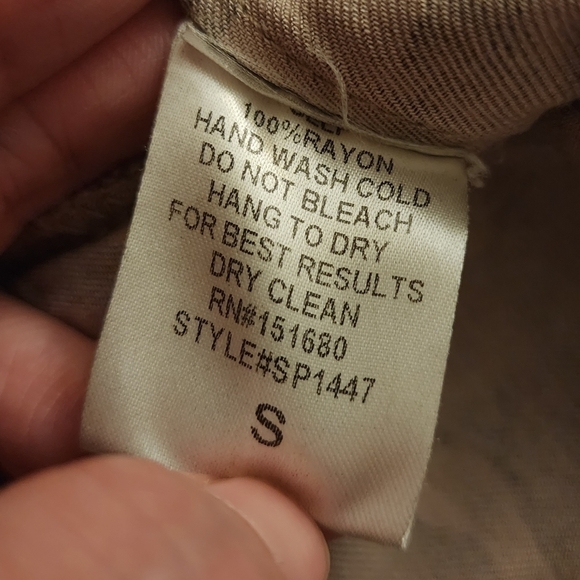 100%RAYON
HAND WASH COLD
DO NOT BLEACH
HANG TO DRY
FOR BEST RESULTS
DRY CLEAN
RN#151680
STYLE#SP1447
S